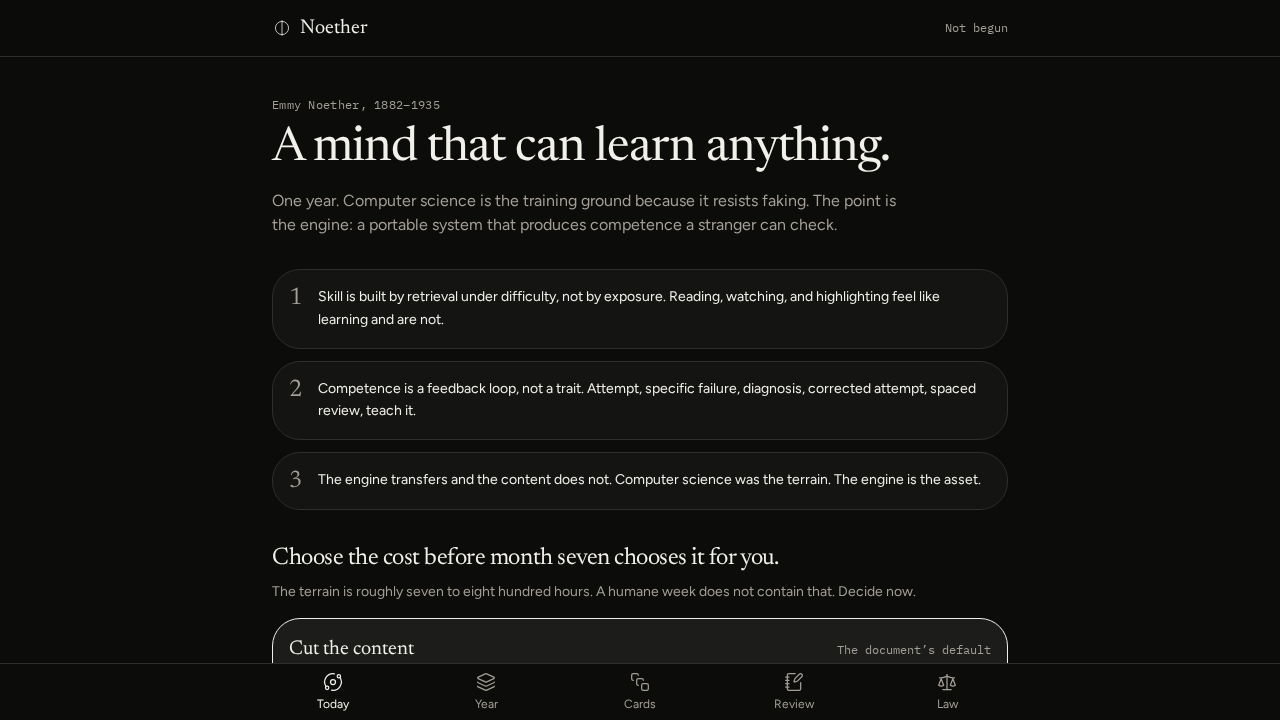 Noether
Not begun
Emmy Noether, 1882–1935
A mind that can learn anything.
One year. Computer science is the training ground because it resists faking. The point is
the engine: a portable system that produces competence a stranger can check.
1
Skill is built by retrieval under difficulty, not by exposure. Reading, watching, and highlighting feel like
learning and are not.
2
Competence is a feedback loop, not a trait. Attempt, specific failure, diagnosis, corrected attempt, spaced
review, teach it.
3
The engine transfers and the content does not. Computer science was the terrain. The engine is the asset.
Choose the cost before month seven chooses it for you.
The terrain is roughly seven to eight hundred hours. A humane week does not contain that. Decide now.
Cut the content
The document's default
Today
Year
Cards
Review
Law